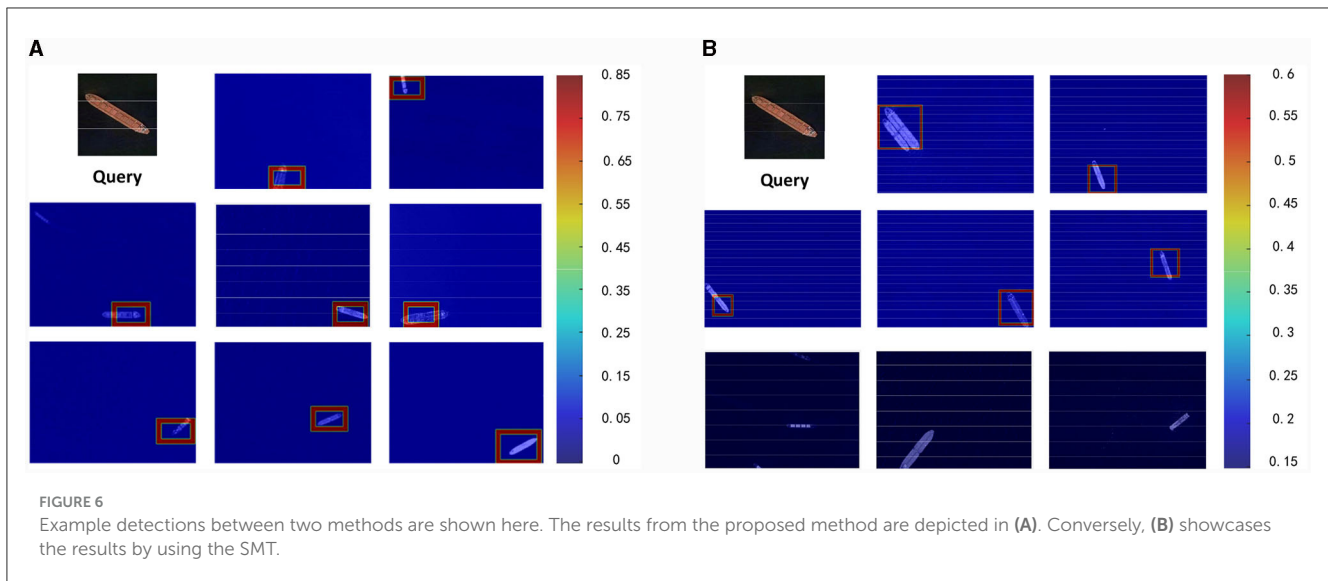 A
B
Query
0. 85
0. 75
0. 65
0. 55
0. 45
0. 35
0. 25
0. 15
0. 05
0
Query
0. 6
0. 55
0. 5
0. 45
0. 4
0. 35
0. 3
0. 25
0. 2
0. 15
FIGURE 6
Example detections between two methods are shown here. The results from the proposed method are depicted in (A). Conversely, (B) showcases
the results by using the SMT.